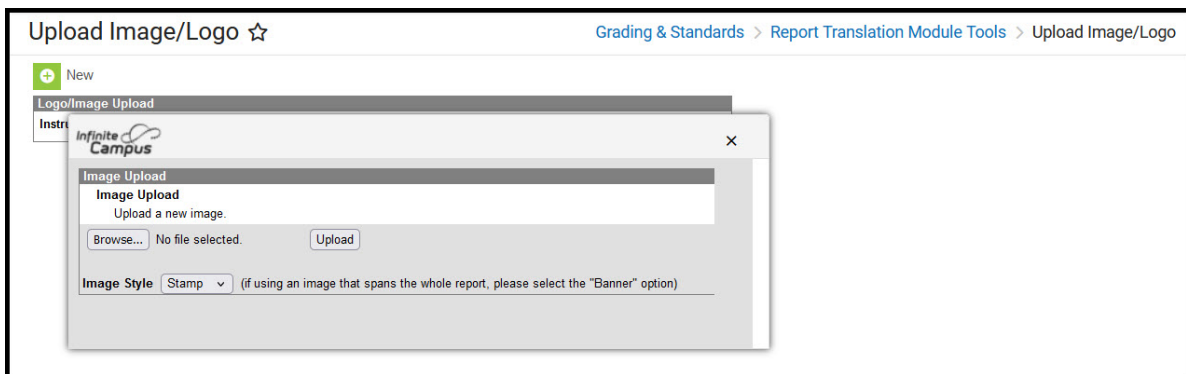 Upload Image/Logo
Grading & Standards > Report Translation Module Tools > Upload Image/Logo
New
Logo/Image Upload
Infinite
Campus
Image Upload
Image Upload
Upload a new image.
Browse... No file selected. Upload
Image Style Stamp (if using an image that spans the whole report, please select the "Banner" option)